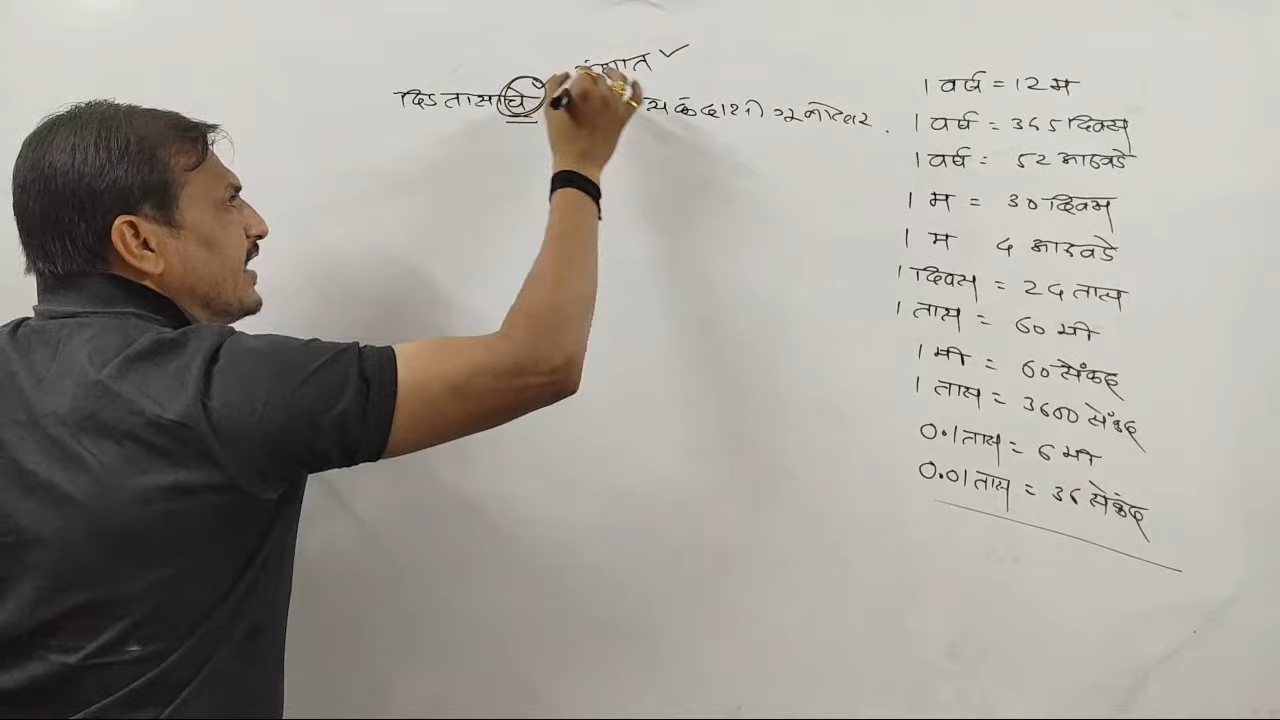 दिड तासाचे
1 वर्ष = 12 म
1 वर्ष = 365 दिवस
1 वर्ष = 52 आठवडे
1 म = 30 दिवस
1 म 4 आठवडे
1 दिवस = 24 तास
1 तास = 60 मी
1 मी = 60 सेकंद
1 तास = 3600 सेकंद
0.1 तास = 6 मी
0.01 तास = 36 सेकंद